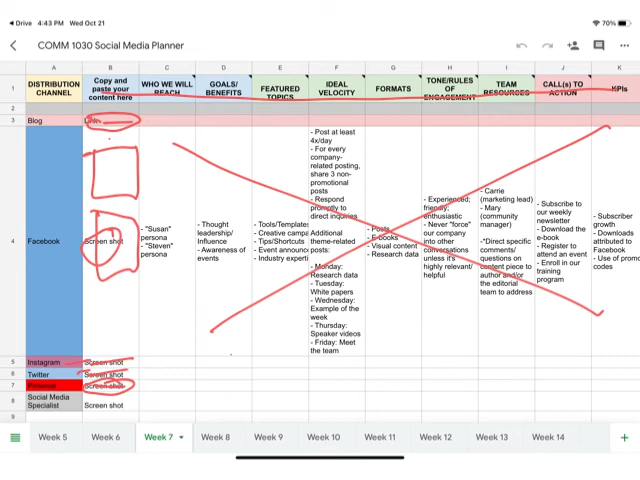 Drive 4:43 PM Wed Oct 21 70%
COMM 1030 Social Media Planner
A B C D E F G H I J K
1 DISTRIBUTION CHANNEL
Copy and paste your content here
WHO WE WILL REACH
GOALS/ BENEFITS
FEATURED TOPICS
IDEAL VELOCITY
FORMATS
TONE/RULES OF ENGAGEMENT
TEAM RESOURCES
CALL(s) TO ACTION
KPIs
2
3 Blog Link
4 Facebook
Screen shot
- "Susan"
persona
- "Steven"
persona
- Thought
leadership/
Influence
- Awareness of
events
- Tools/Templates
- Creative campa
- Tips/Shortcuts
- Event announc
- Industry experti
- Post at least
4x/day
- For every
company-
related posting,
share 3 non-
promotional
posts
- Respond
promptly to
direct inquiries
Additional
theme-related
posts:
- Monday:
Research data
- Tuesday:
White papers
- Wednesday:
Example of the
week
- Thursday:
Speaker videos
- Friday: Meet
the team
- Posts
- E-books
- Visual content
- Research data
- Experienced;
friendly;
enthusiastic
- Never "force"
our company
into other
conversations
unless it's
highly relevant/
helpful
- Carrie
(marketing lead)
- Mary
(community
manager)
-*Direct specific
comments/
questions on
content piece to
author and/or
the editorial
team to address
- Subscribe to
our weekly
newsletter
- Download the
e-book
- Register to
attend an event
- Enroll in our
training
program
- Subscriber
growth
- Downloads
attributed to
Facebook
- Use of promo
codes
5 Instagram Screen shot
6 Twitter Screen shot
7 Pinterest Screen shot
8 Social Media
Specialist Screen shot
9
Week 5 Week 6 Week 7 Week 8 Week 9 Week 10 Week 11 Week 12 Week 13 Week 14